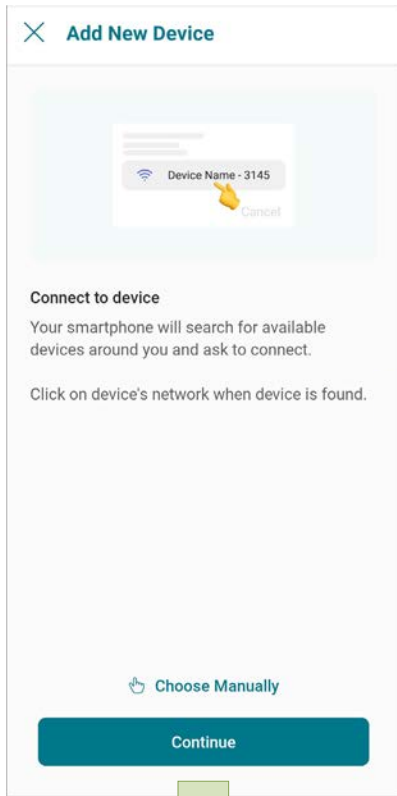 Add New Device
Device Name - 3145
Cancel
Connect to device
Your smartphone will search for available
devices around you and ask to connect.
Click on device's network when device is found.
Choose Manually
Continue